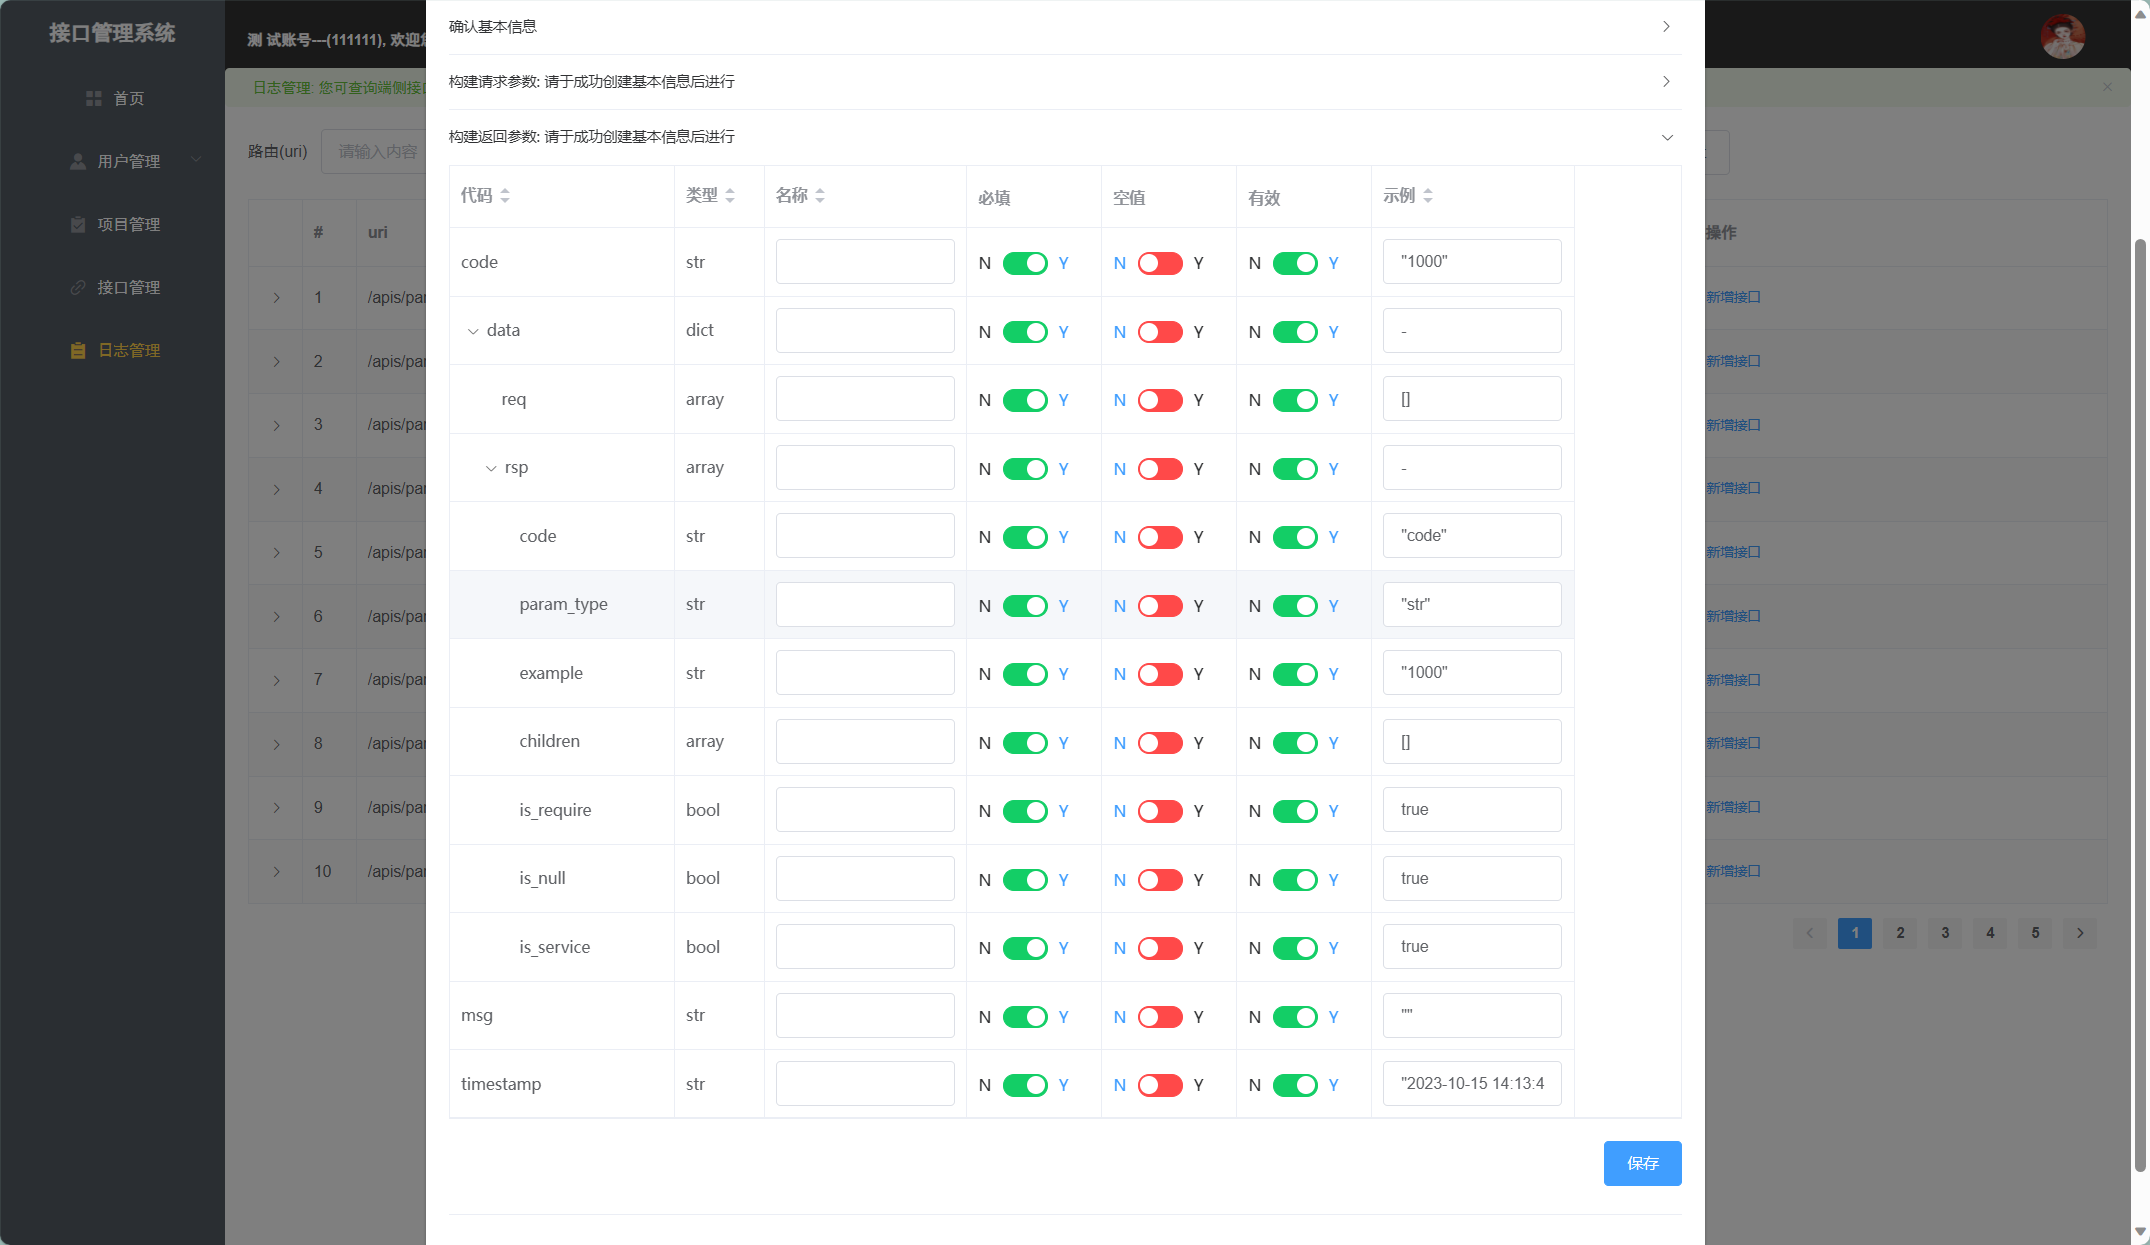 接口管理系统
首页
用户管理
项目管理
接口管理
日志管理
测 试账号---(111111), 欢迎
日志管理: 您可查询端侧接
路由(uri) 请输入内容
# uri
1 /apis/par
2 /apis/par
3 /apis/par
4 /apis/par
5 /apis/par
6 /apis/par
7 /apis/par
8 /apis/par
9 /apis/par
10 /apis/par
确认基本信息
构建请求参数: 请于成功创建基本信息后进行
构建返回参数: 请于成功创建基本信息后进行
代码 类型 名称 必填 空值 有效 示例
code str N Y N Y N Y "1000"
data dict N Y N Y N Y -
req array N Y N Y N Y []
rsp array N Y N Y N Y -
code str N Y N Y N Y "code"
param_type str N Y N Y N Y "str"
example str N Y N Y N Y "1000"
children array N Y N Y N Y []
is_require bool N Y N Y N Y true
is_null bool N Y N Y N Y true
is_service bool N Y N Y N Y true
msg str N Y N Y N Y ""
timestamp str N Y N Y N Y "2023-10-15 14:13:4
保存
操作
新增接口
新增接口
新增接口
新增接口
新增接口
新增接口
新增接口
新增接口
新增接口
新增接口
1 2 3 4 5